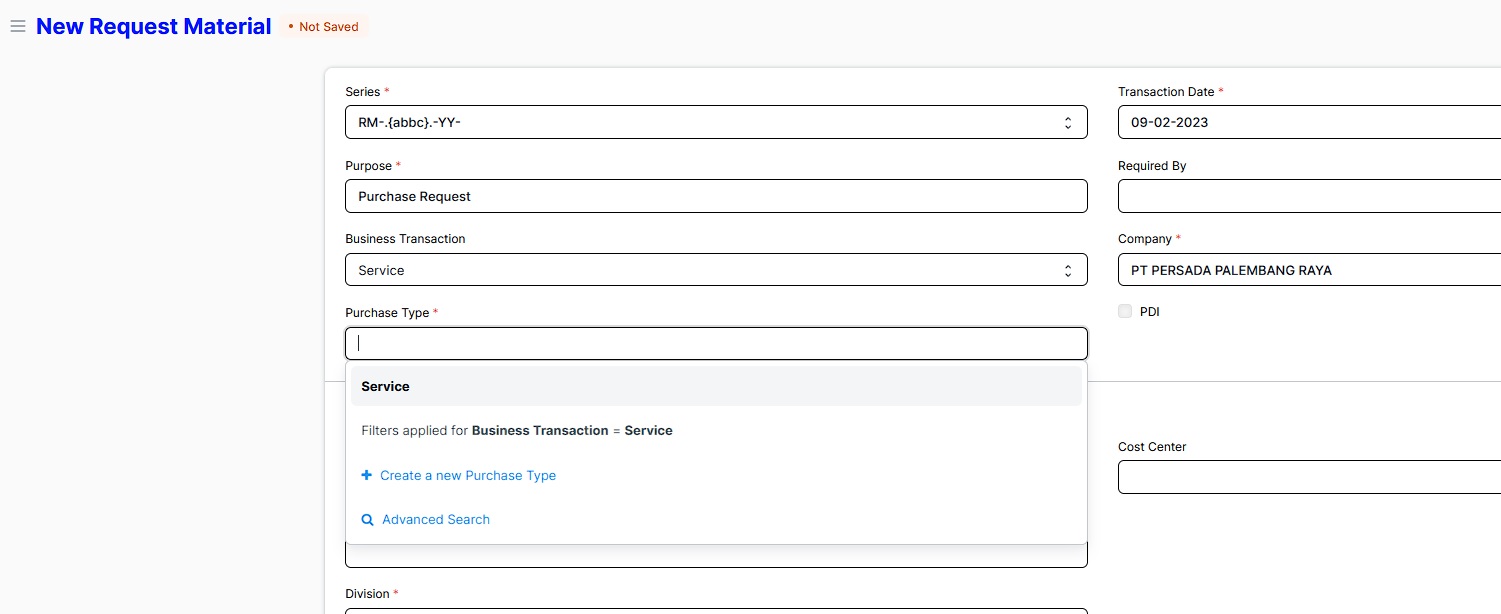 New Request Material
• Not Saved
Series *
RM-.{abbc}.-YY-
Transaction Date *
09-02-2023
Purpose *
Purchase Request
Required By
Business Transaction
Service
Company *
PT PERSADA PALEMBANG RAYA
Purchase Type *
PDI
Service
Filters applied for Business Transaction = Service
+ Create a new Purchase Type
Advanced Search
Cost Center
Division *